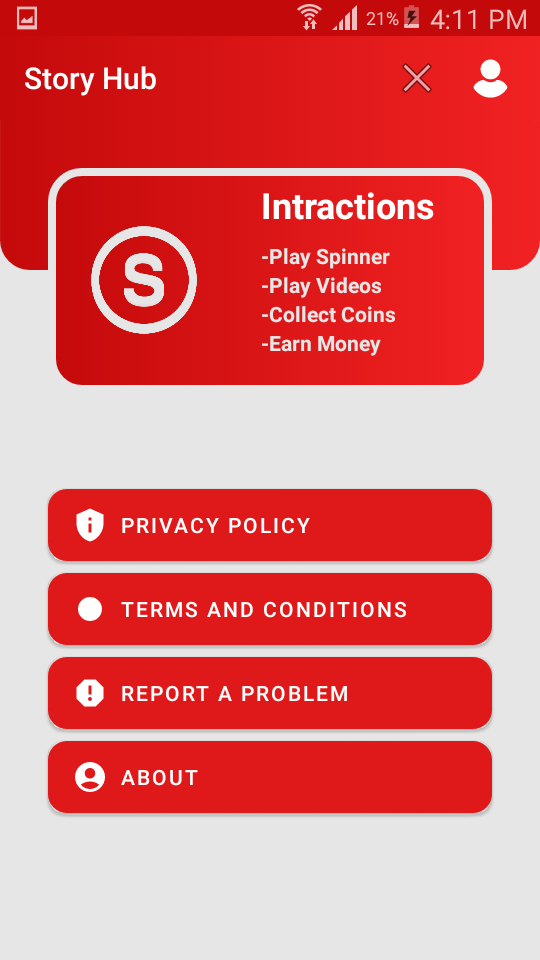 21% 4:11 PM
Story Hub
S
Intractions
-Play Spinner
-Play Videos
-Collect Coins
-Earn Money
PRIVACY POLICY
TERMS AND CONDITIONS
REPORT A PROBLEM
ABOUT